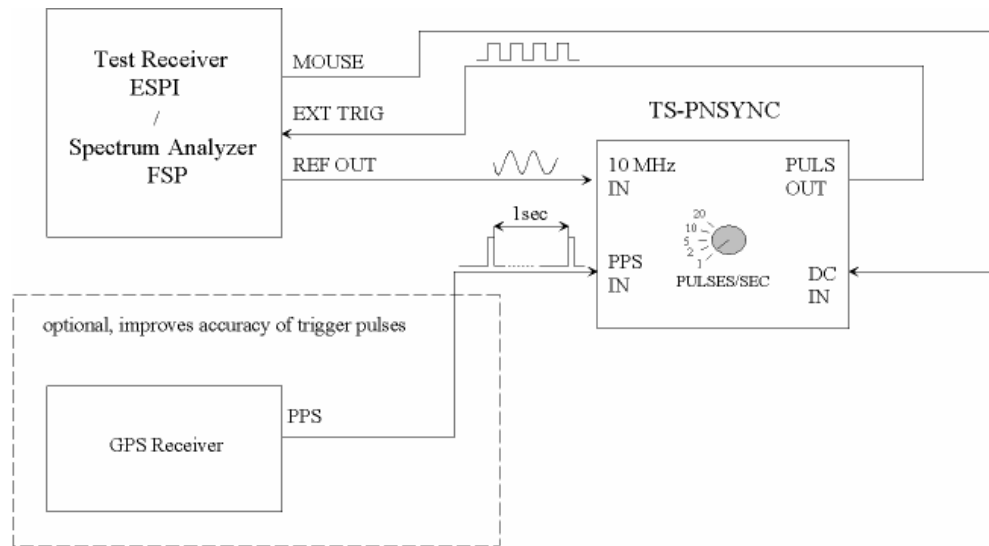 Test Receiver
ESPI
/
Spectrum Analyzer
FSP
MOUSE
EXT TRIG
REF OUT
1sec
TS-PNSYNC
10 MHz
IN
PULS
OUT
20
10
5
2
1
PULSES/SEC
PPS
IN
DC
IN
optional, improves accuracy of trigger pulses
GPS Receiver
PPS